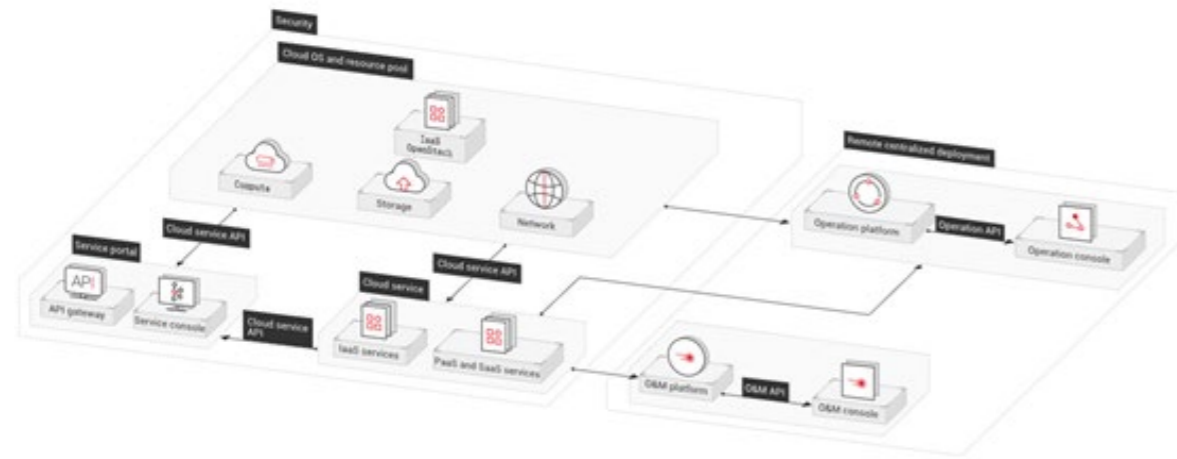 Security
Cloud OS and resource pool
IaaS
OpenStack
Compute
Storage
Network
Remote centralized deployment
Operation platform
Operation API
Operation console
Cloud service API
Service portal
API
API gateway
Service console
Cloud service API
Cloud service
Cloud service
API
IaaS services
PaaS and SaaS services
O&M platform
O&M API
O&M console